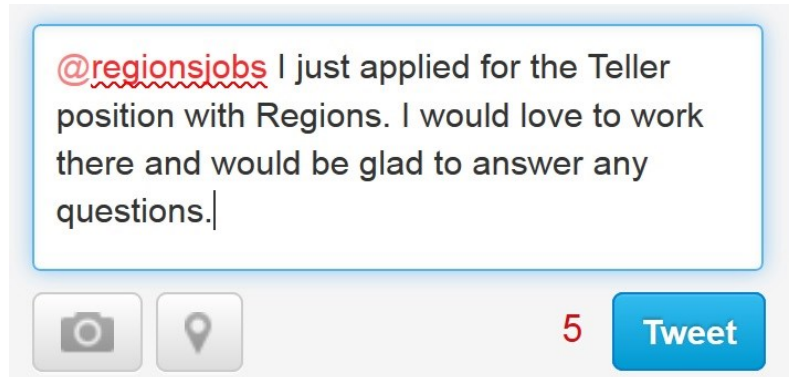 @regionsjobs I just applied for the Teller
position with Regions. I would love to work
there and would be glad to answer any
questions.
5 Tweet